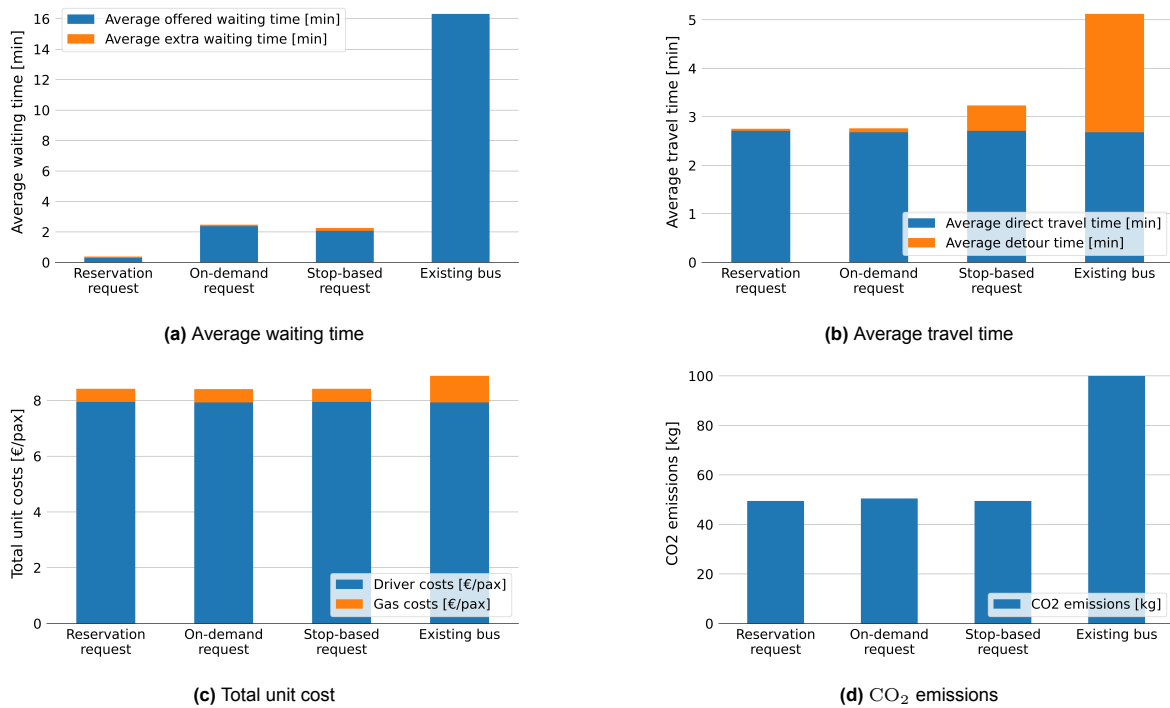 Average waiting time [min]
16
14
12
10
8
6
4
2
0
Average offered waiting time [min]
Average extra waiting time [min]
Reservation
request
On-demand
request
Stop-based
request
Existing bus
(a) Average waiting time
Average travel time [min]
5
4
3
2
1
0
Average direct travel time [min]
Average detour time [min]
Reservation
request
On-demand
request
Stop-based
request
Existing bus
(b) Average travel time
Total unit costs [€/pax]
8
6
4
2
0
Driver costs [€/pax]
Gas costs [€/pax]
Reservation
request
On-demand
request
Stop-based
request
Existing bus
(c) Total unit cost
CO2 emissions [kg]
100
80
60
40
20
0
CO2 emissions [kg]
Reservation
request
On-demand
request
Stop-based
request
Existing bus
(d) CO₂ emissions